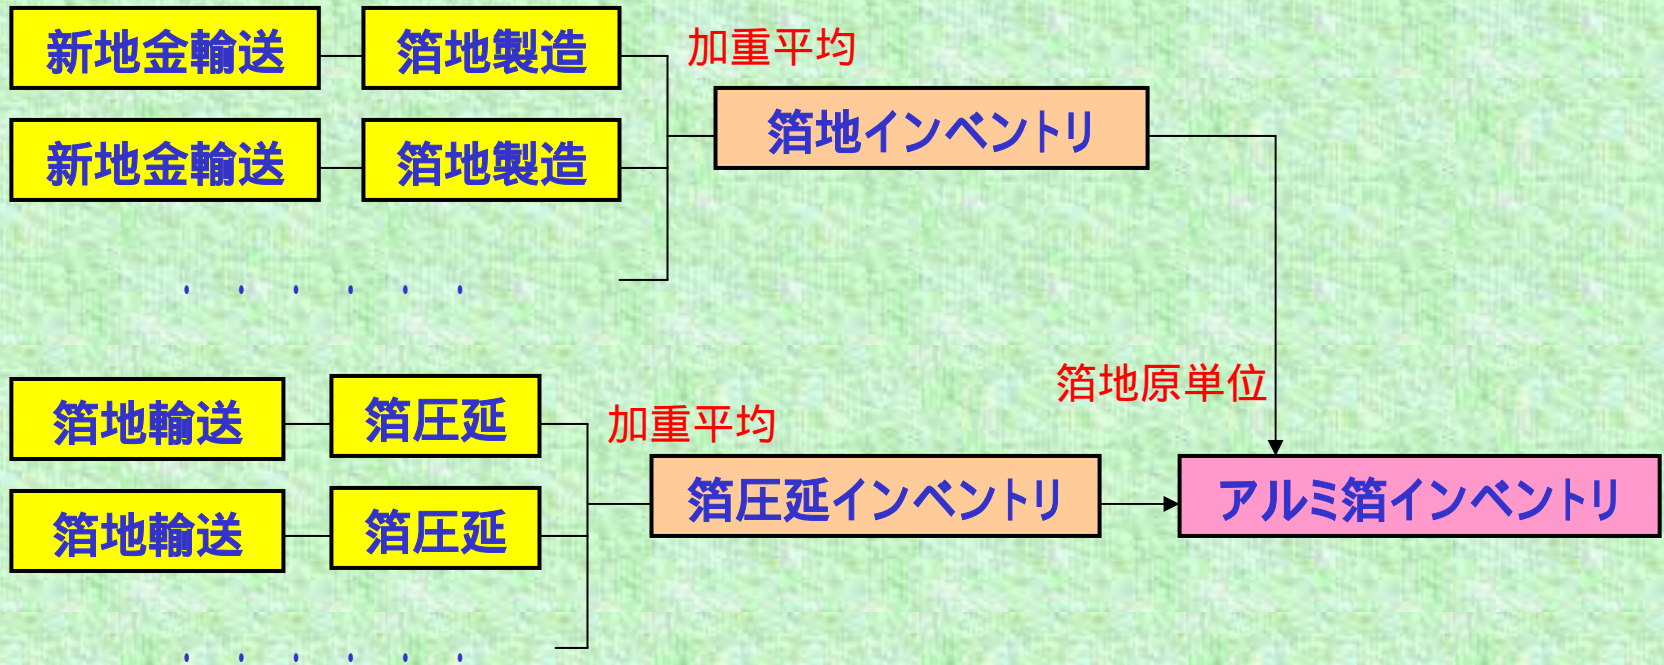 新地金輸送 箔地製造 加重平均
箔地インベントリ
新地金輸送 箔地製造
・・・・・・
箔地原単位
箔地輸送 箔圧延 加重平均
箔圧延インベントリ アルミ箔インベントリ
箔地輸送 箔圧延
・・・・・・